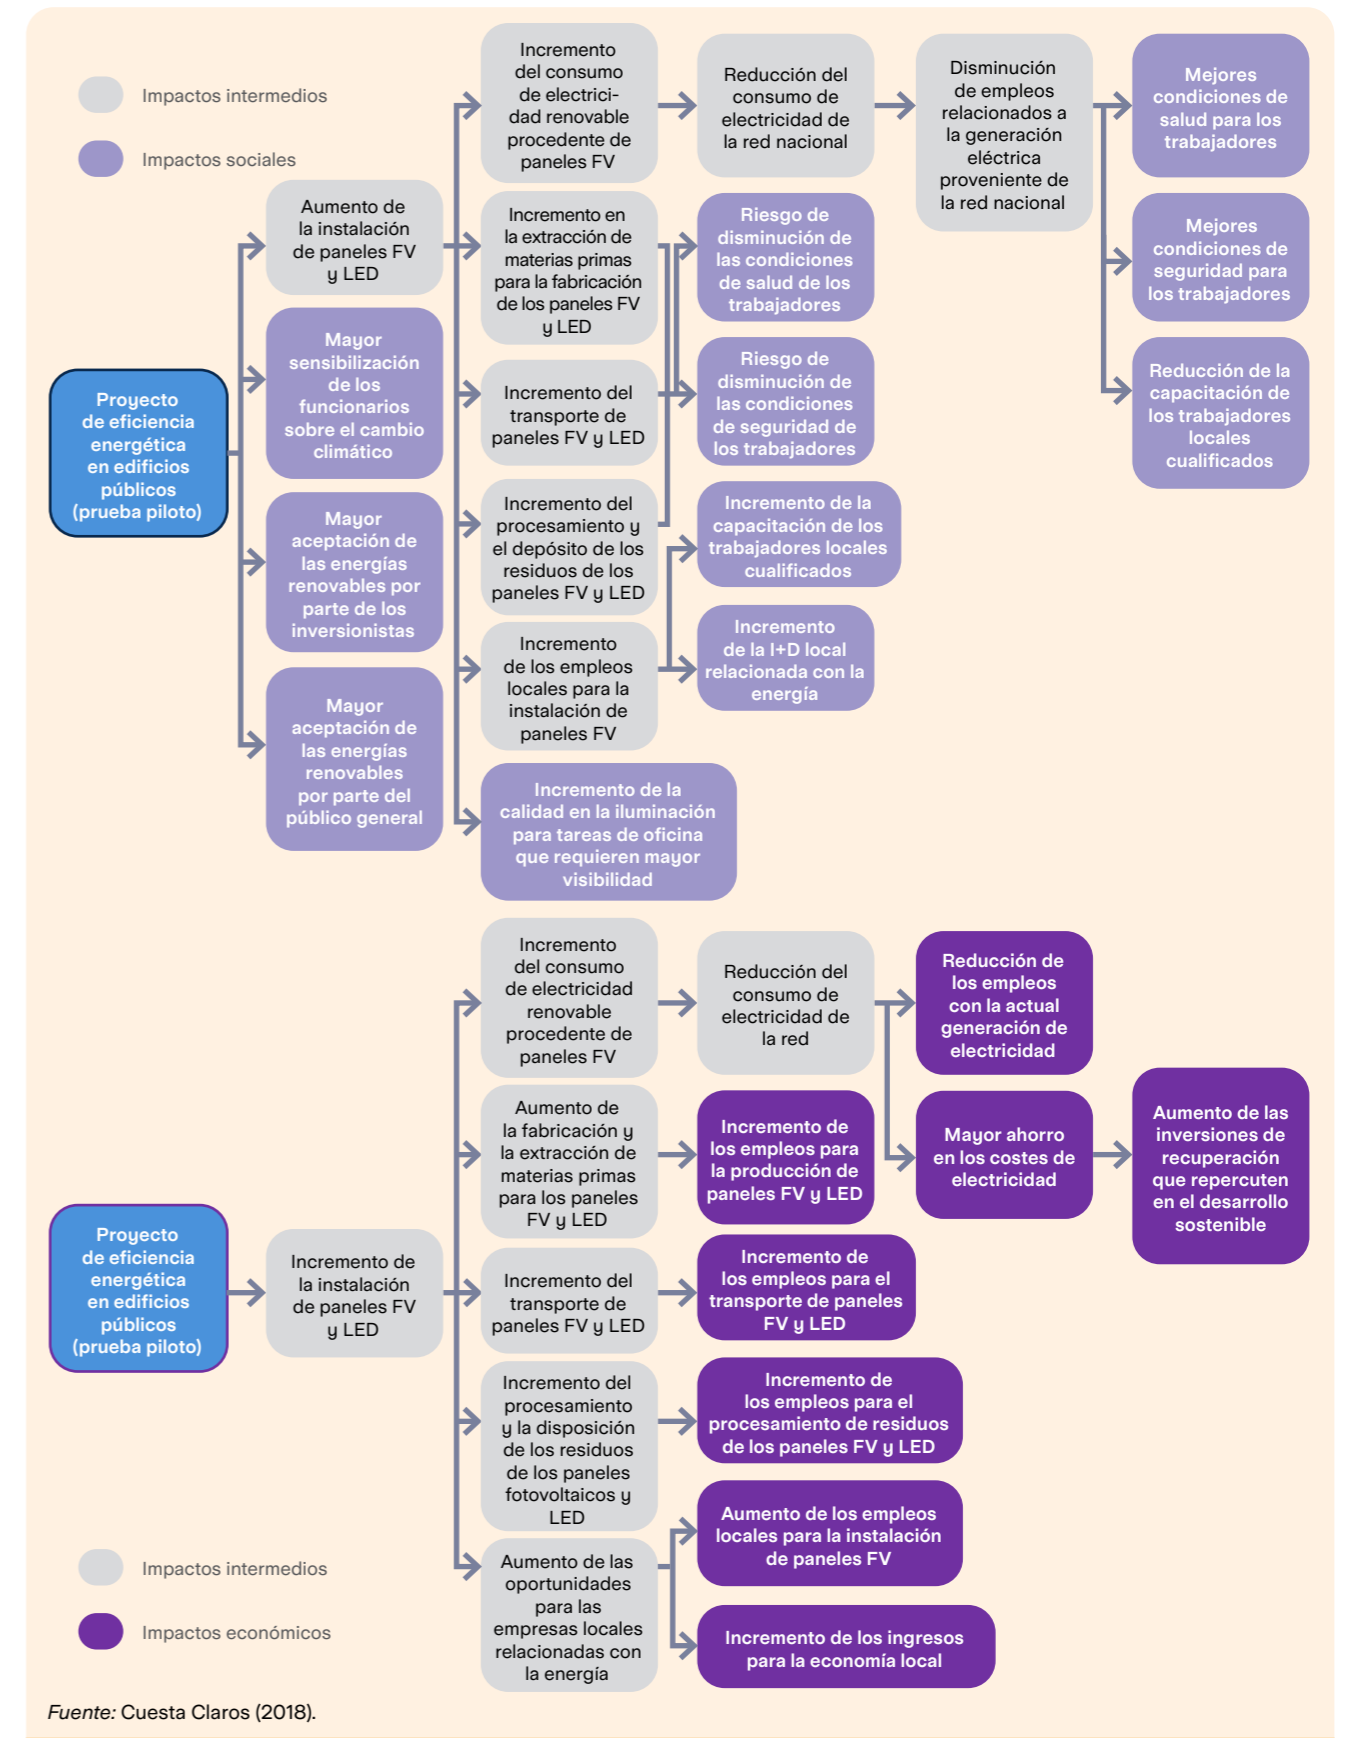 Impactos intermedios
Impactos sociales
Proyecto
de eficiencia
energética
en edificios
públicos
(prueba piloto)
Aumento de
la instalación
de paneles FV
y LED
Mayor
sensibilización
de los
funcionarios
sobre el cambio
climático
Mayor
aceptación de
las energías
renovables por
parte de los
inversionistas
Mayor
aceptación de
las energías
renovables
por parte del
público general
Incremento
del consumo
de electrici-
dad renovable
procedente de
paneles FV
Incremento en
la extracción de
materias primas
para la fabricación
de los paneles FV
y LED
Incremento del
transporte de
paneles FV y LED
Incremento del
procesamiento y
el depósito de los
residuos de los
paneles FV y LED
Incremento
de los empleos
locales para la
instalación de
paneles FV
Incremento de la
calidad en la iluminación
para tareas de oficina
que requieren mayor
visibilidad
Reducción del
consumo de
electricidad de
la red nacional
Riesgo de
disminución de
las condiciones
de salud de los
trabajadores
Riesgo de
disminución de
las condiciones
de seguridad de
los trabajadores
Incremento de la
capacitación de los
trabajadores locales
cualificados
Incremento
de la I+D local
relacionada con la
energía
Disminución
de empleos
relacionados a
la generación
eléctrica
proveniente de
la red nacional
Mejores
condiciones de
salud para los
trabajadores
Mejores
condiciones de
seguridad para
los trabajadores
Reducción de la
capacitación de
los trabajadores
locales
cualificados
Proyecto
de eficiencia
energética
en edificios
públicos
(prueba piloto)
Incremento de
la instalación
de paneles FV
y LED
Incremento
del consumo
de electricidad
renovable
procedente de
paneles FV
Aumento de
la fabricación y
la extracción de
materias primas
para los paneles
FV y LED
Incremento del
transporte de
paneles FV y LED
Incremento del
procesamiento
y la disposición
de los residuos
de los paneles
fotovoltaicos y
LED
Aumento de las
oportunidades
para las
empresas locales
relacionadas con
la energía
Reducción del
consumo de
electricidad de
la red
Incremento de
los empleos para
la producción de
paneles FV y LED
Incremento de
los empleos para el
transporte de paneles
FV y LED
Incremento de
los empleos para el
procesamiento de residuos
de los paneles FV y LED
Aumento de los empleos
locales para la instalación
de paneles FV
Incremento de los ingresos
para la economía local
Reducción de
los empleos
con la actual
generación de
electricidad
Mayor ahorro
en los costes de
electricidad
Aumento de las
inversiones de
recuperación
que repercuten
en el desarrollo
sostenible
Impactos intermedios
Impactos económicos
Fuente: Cuesta Claros (2018).